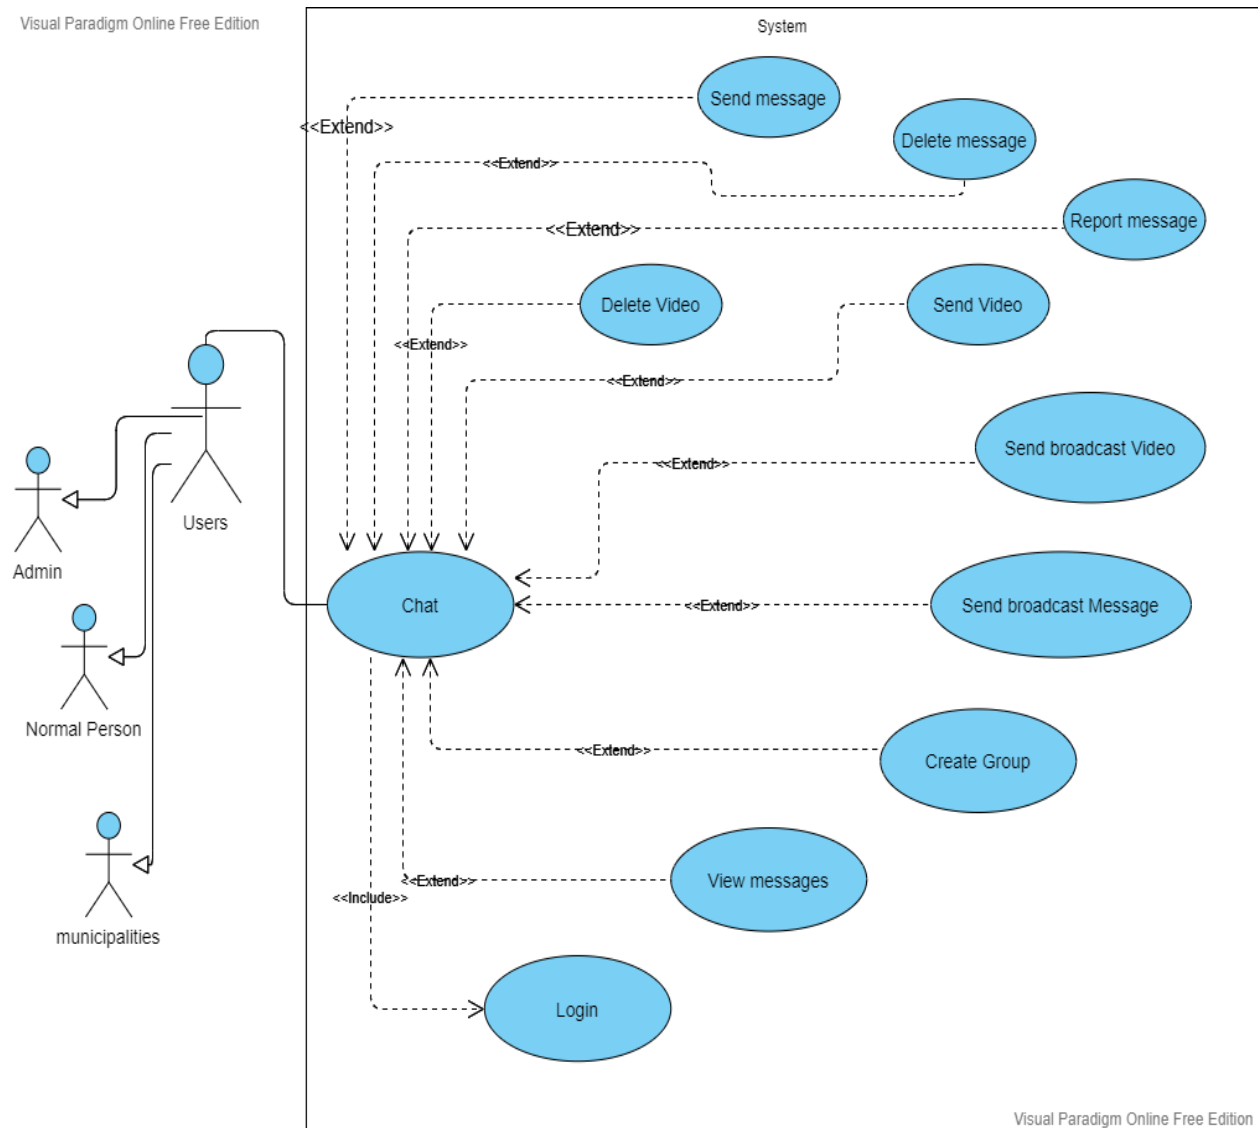 Visual Paradigm Online Free Edition
System
Send message
<<Extend>>
Delete message
<<Extend>>
Report message
<<Extend>>
Delete Video
Send Video
<<Extend>>
<<Extend>>
Send broadcast Video
<<Extend>>
Users
Admin
Chat
<<Extend>>
Send broadcast Message
Normal Person
<<Extend>>
Create Group
View messages
<<Extend>>
<<Include>>
municipalities
Login
Visual Paradigm Online Free Edition